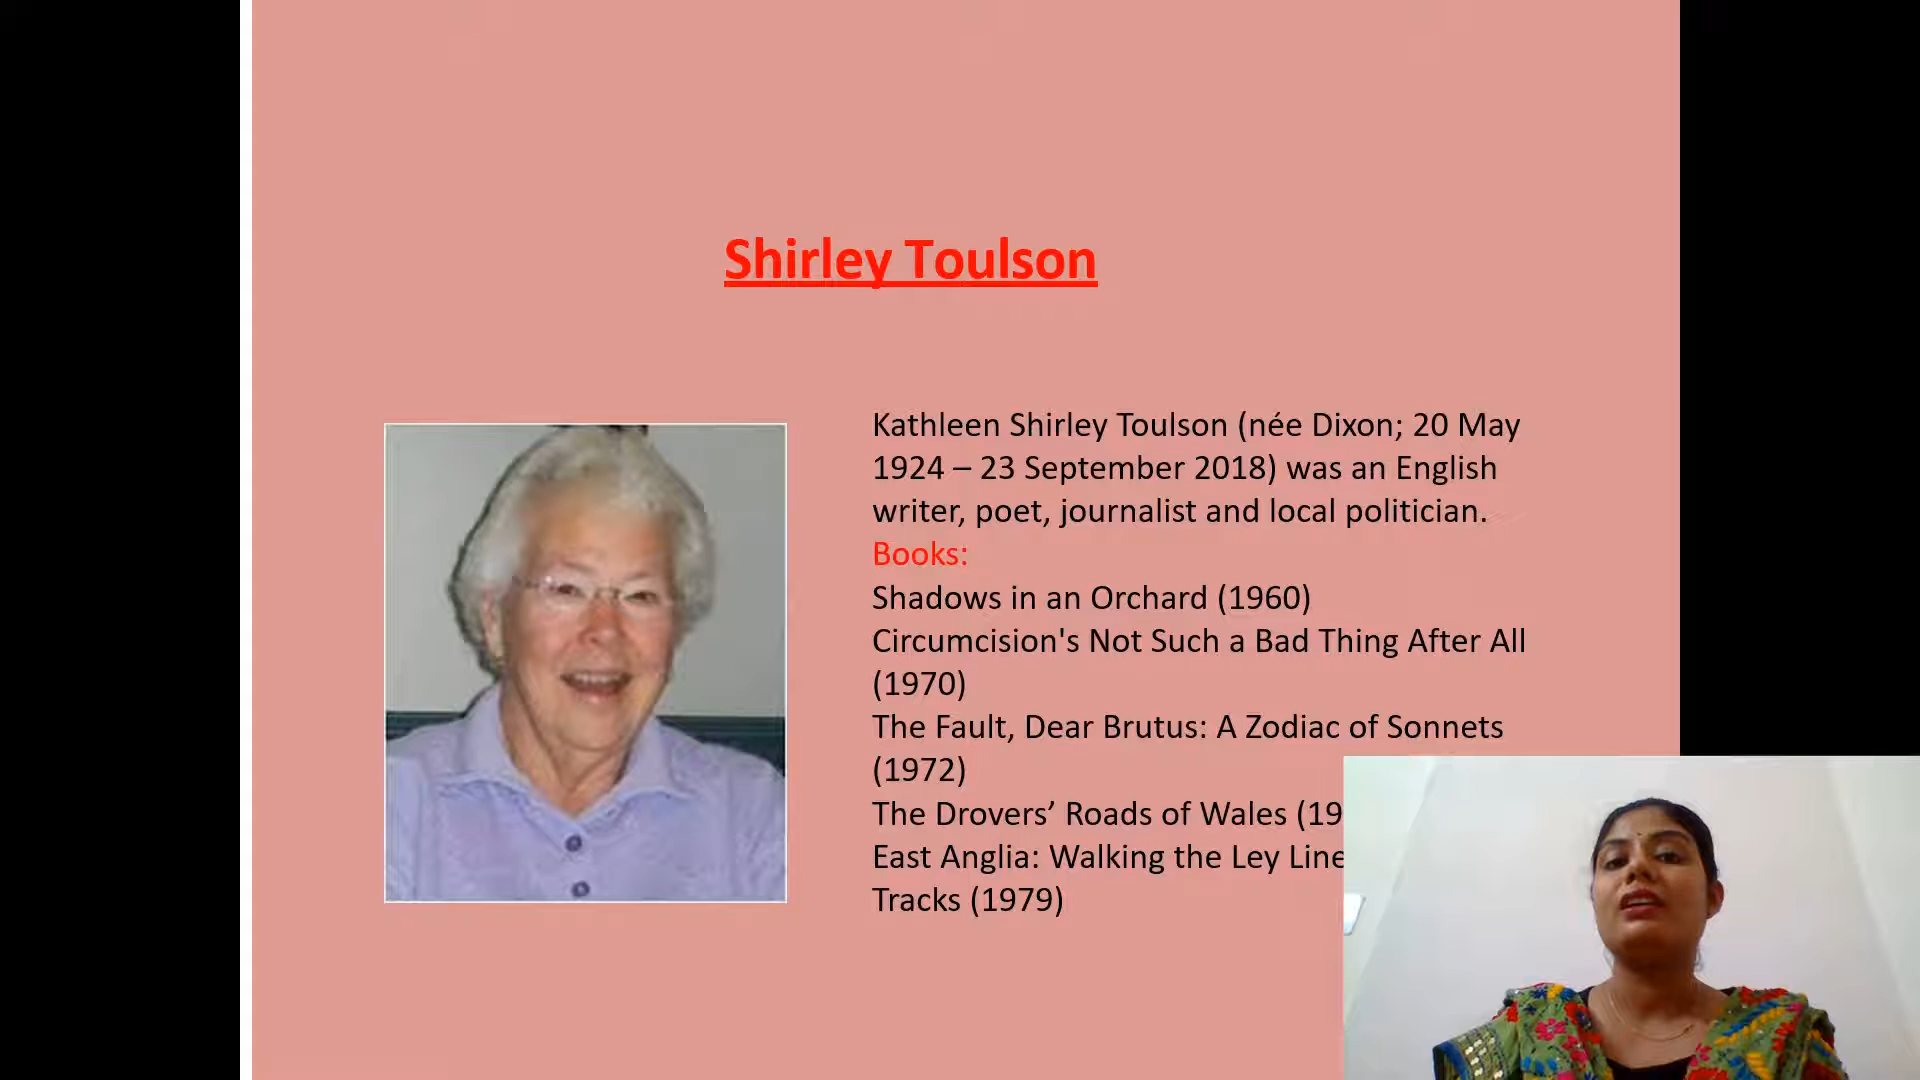 Shirley Toulson
Kathleen Shirley Toulson (née Dixon; 20 May
1924 – 23 September 2018) was an English
writer, poet, journalist and local politician.
Books:
Shadows in an Orchard (1960)
Circumcision's Not Such a Bad Thing After All
(1970)
The Fault, Dear Brutus: A Zodiac of Sonnets
(1972)
The Drovers’ Roads of Wales (19
East Anglia: Walking the Ley Line
Tracks (1979)